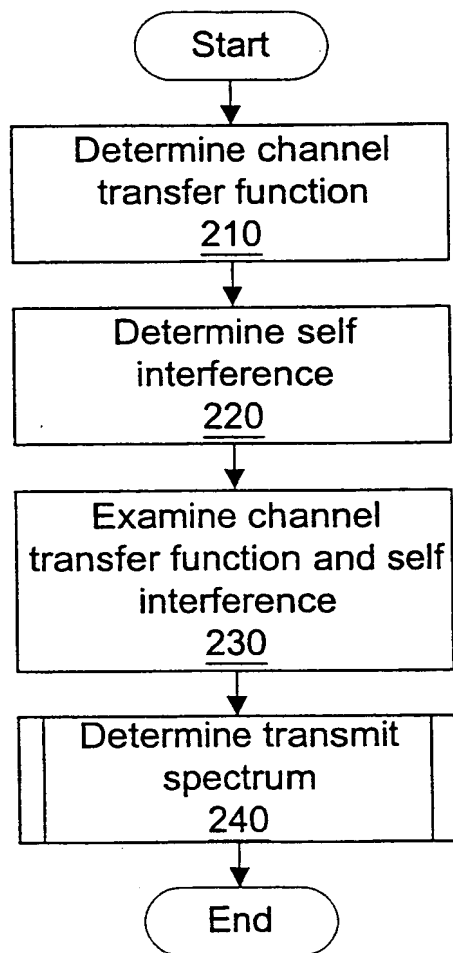 Start
Determine channel
transfer function
210
Determine self
interference
220
Examine channel
transfer function and self
interference
230
Determine transmit
spectrum
240
End